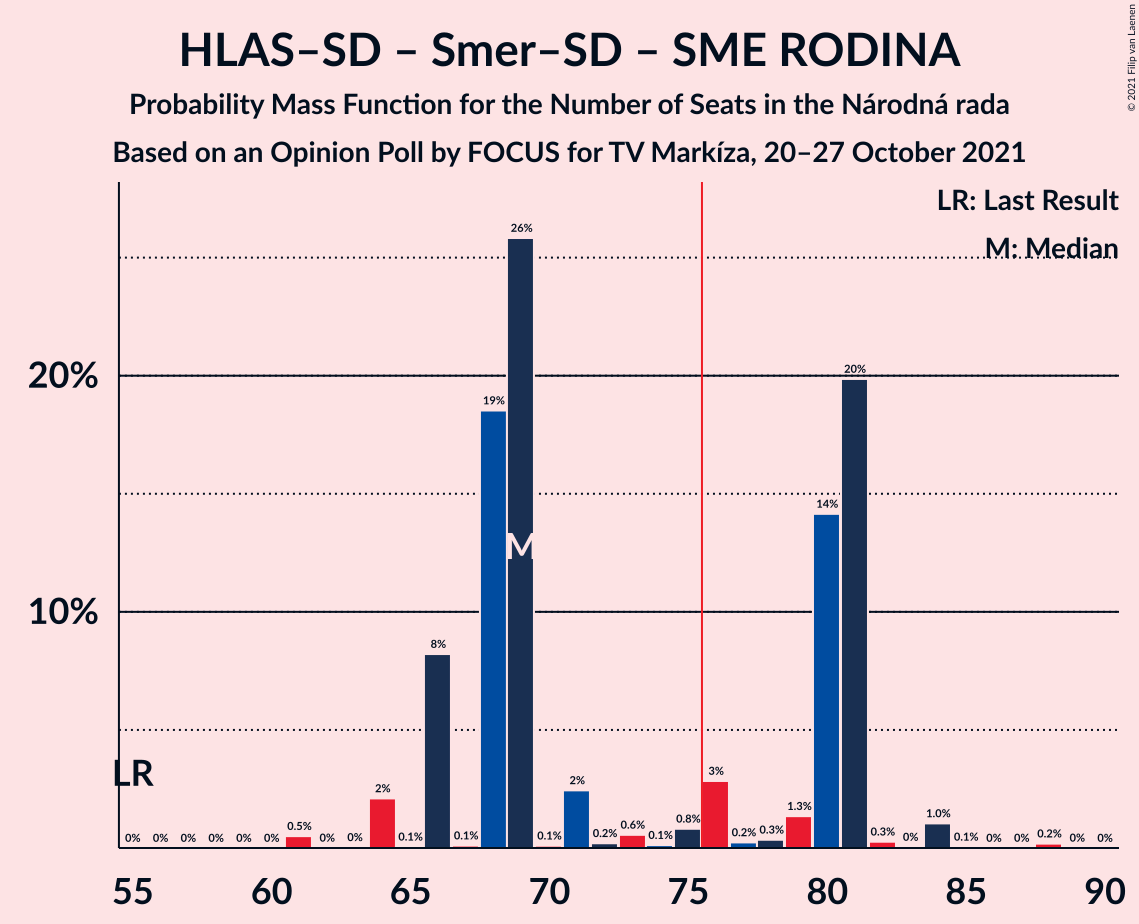 HLAS–SD – Smer–SD – SME RODINA
Probability Mass Function for the Number of Seats in the Národná rada
Based on an Opinion Poll by FOCUS for TV Markíza, 20–27 October 2021
© 2021 Filip van Laenen
LR: Last Result
M: Median
20%
10%
LR
M
0% 0% 0% 0% 0% 0% 0.5% 0% 0% 2% 0.1% 8% 0.1% 19% 26% 0.1% 2% 0.2% 0.6% 0.1% 0.8% 3% 0.2% 0.3% 1.3% 14% 20% 0.3% 0% 1.0% 0.1% 0% 0% 0.2% 0% 0%
55 60 65 70 75 80 85 90